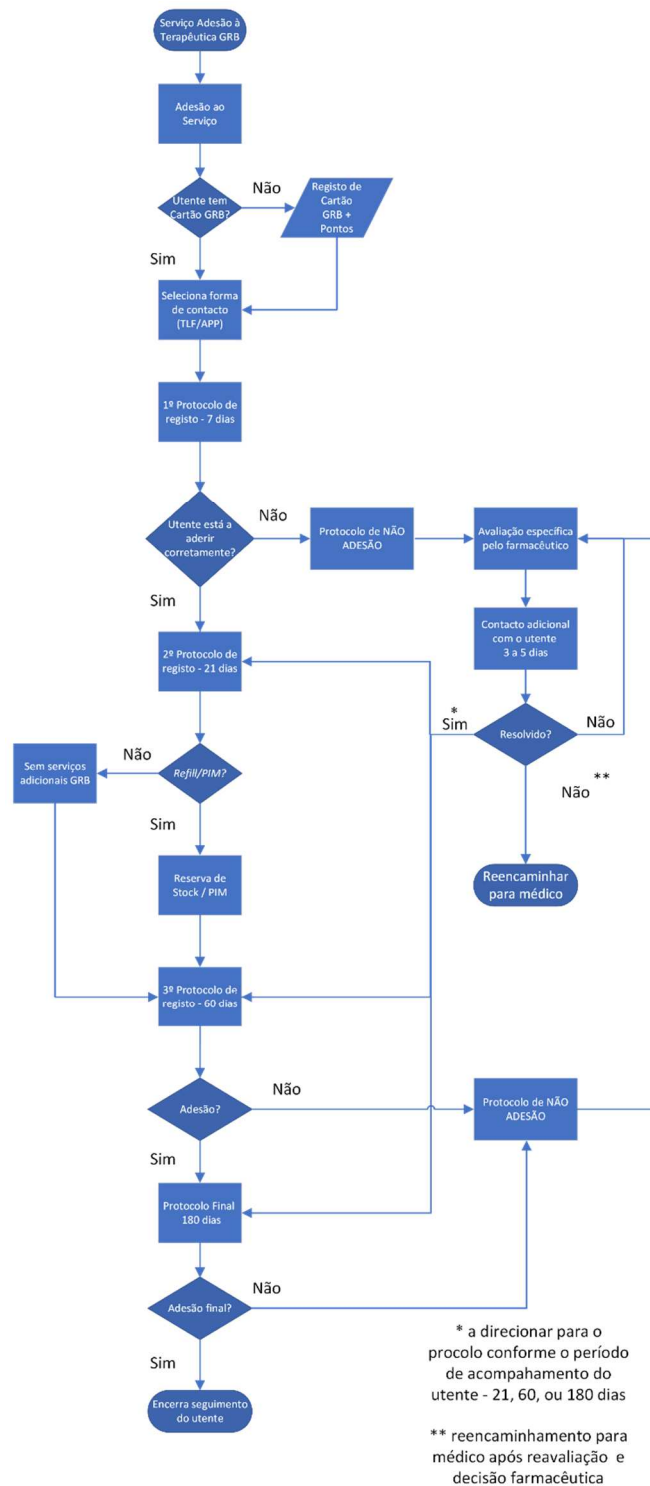 Serviço Adesão à
Terapêutica GRB
Adesão ao
Serviço
Utente tem
Cartão GRB?
Não
Registo de
Cartão
GRB +
Pontos
Sim
Seleciona forma
de contacto
(TLF/APP)
1º Protocolo de
registo - 7 dias
Utente está a
aderir
corretamente?
Não
Protocolo de NÃO
ADESÃO
Avaliação específica
pelo farmacêutico
Sim
Contacto adicional
com o utente
3 a 5 dias
2º Protocolo de
registo - 21 dias
*
Sim
Resolvido?
Não
Não **
Reencaminhar
para médico
Refill/PIM?
Não
Sem serviços
adicionais GRB
Sim
Reserva de
Stock / PIM
3º Protocolo de
registo - 60 dias
Adesão?
Não
Protocolo de NÃO
ADESÃO
Sim
Protocolo Final
180 dias
Adesão final?
Não
Sim
Encerra seguimento
do utente
* a direcionar para o
procolo conforme o período
de acompahamento do
utente - 21, 60, ou 180 dias
** reencaminhamento para
médico após reavaliação e
decisão farmacêutica